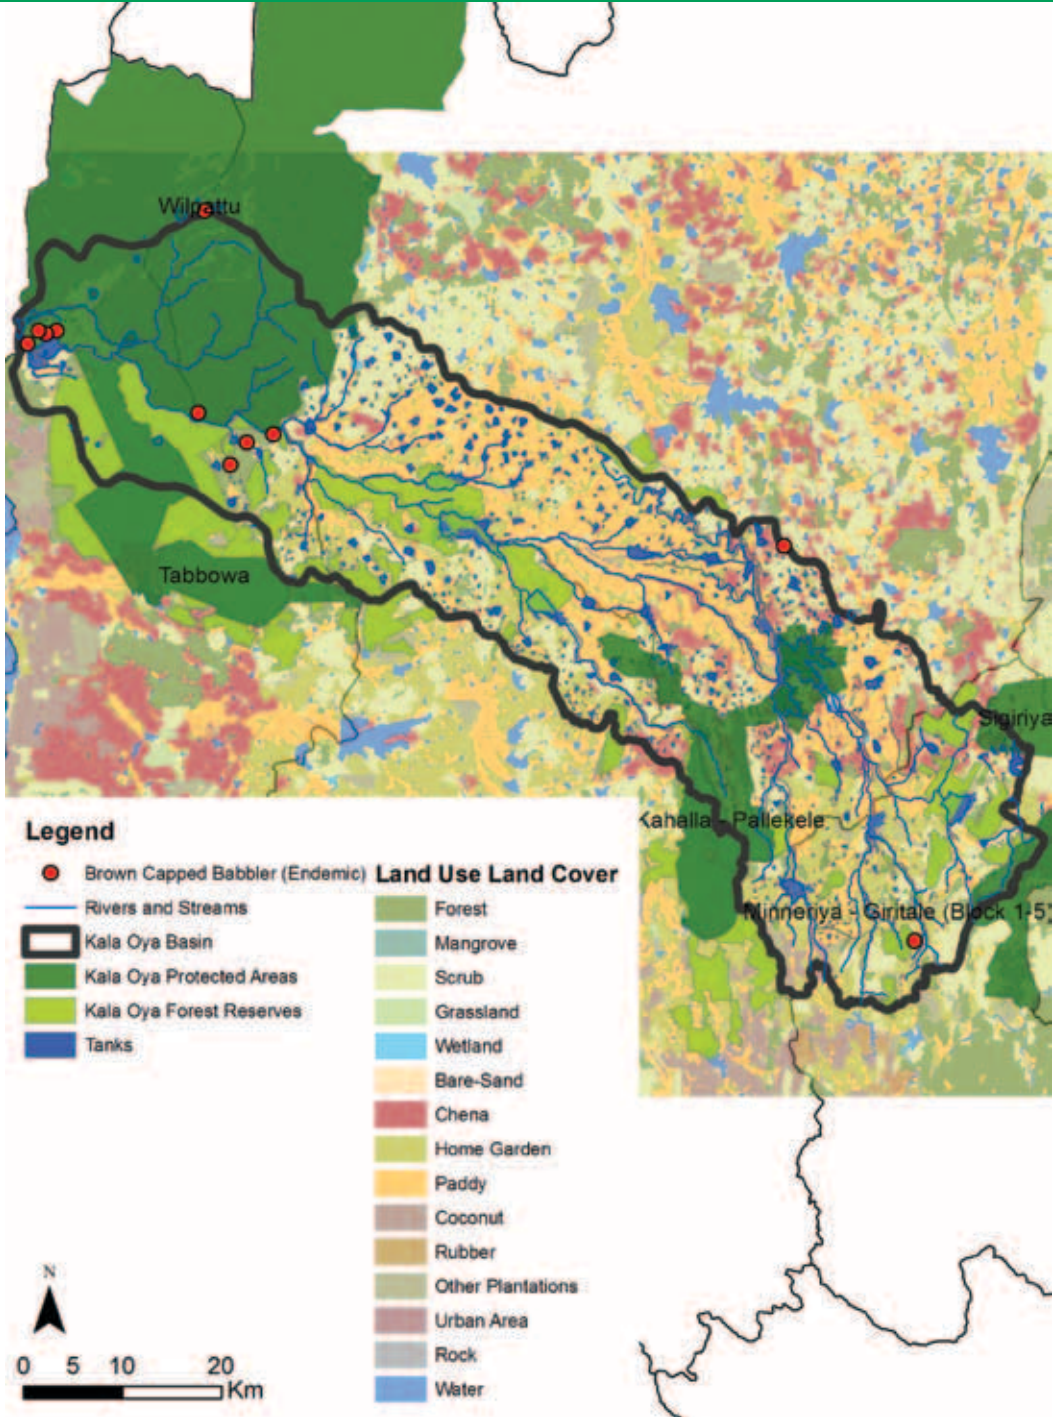 Wilpattu
Tabbowa
Sigiriya
Kahalla - Pallekele
Minneriya - Giritale (Block 1-5)
Legend
Brown Capped Babbler (Endemic)
Rivers and Streams
Kala Oya Basin
Kala Oya Protected Areas
Kala Oya Forest Reserves
Tanks
Land Use Land Cover
Forest
Mangrove
Scrub
Grassland
Wetland
Bare-Sand
Chena
Home Garden
Paddy
Coconut
Rubber
Other Plantations
Urban Area
Rock
Water
N
0 5 10 20
Km